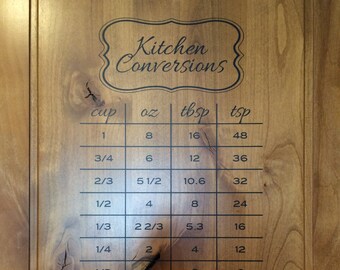 Kitchen
Conversions
cup oz tbsp tsp
1 8 16 48
3/4 6 12 36
2/3 5 1/2 10.6 32
1/2 4 8 24
1/3 2 2/3 5.3 16
1/4 2 4 12